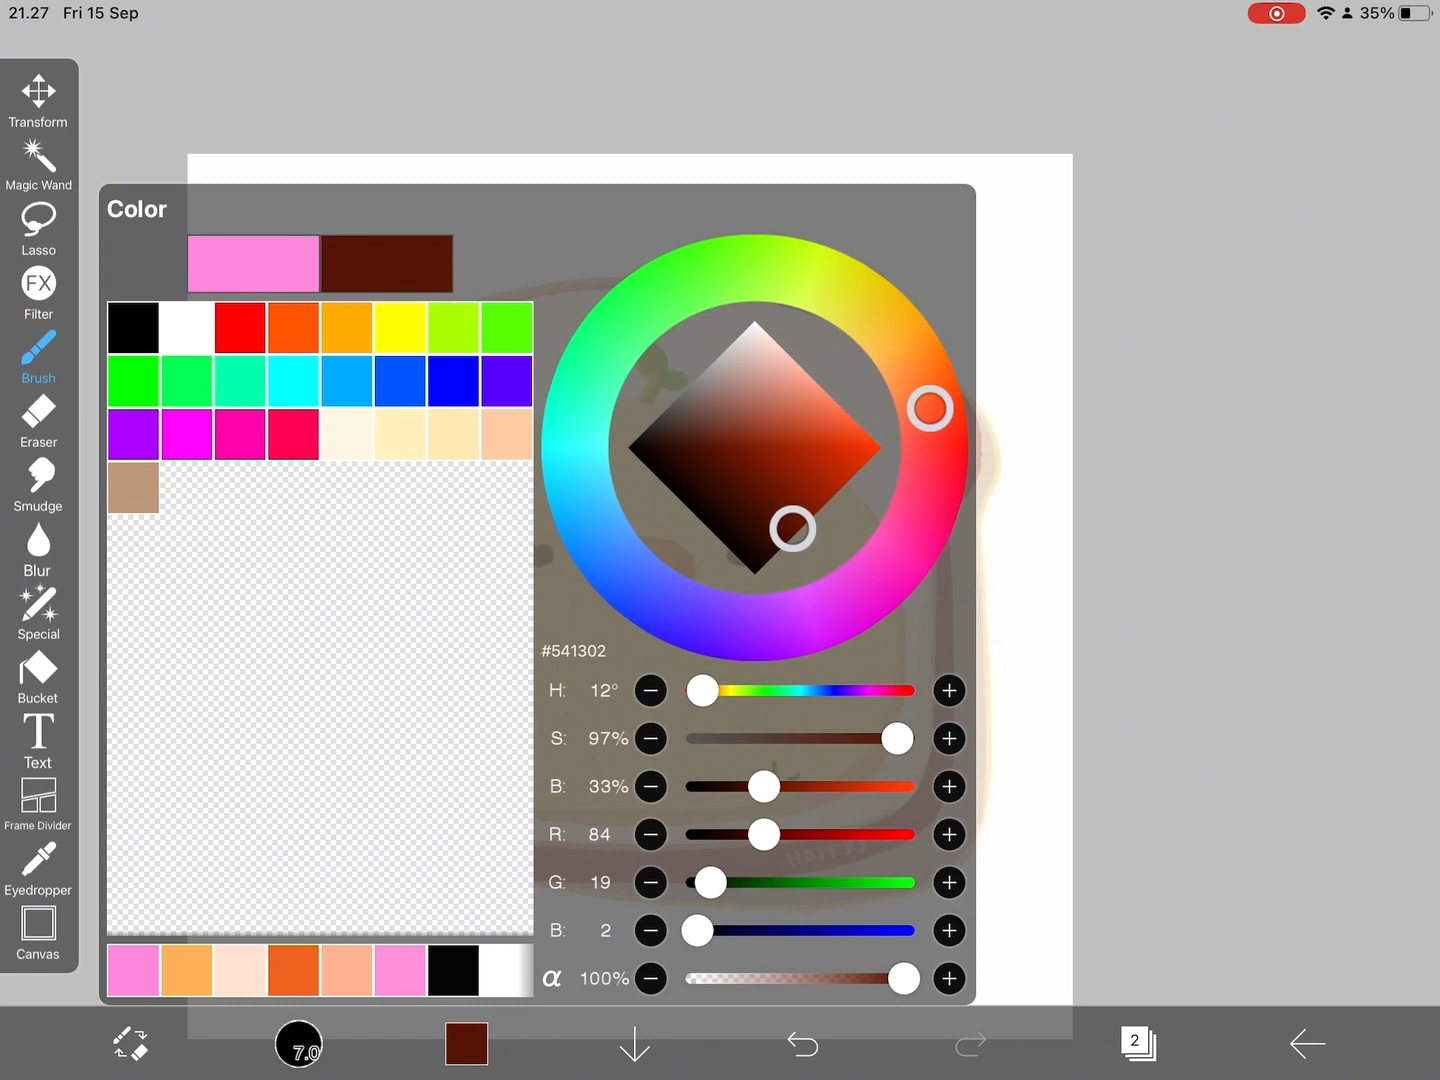 21.27 Fri 15 Sep
35%
Transform
Magic Wand
Lasso
FX
Filter
Brush
Eraser
Smudge
Blur
Special
Bucket
T
Text
Frame Divider
Eyedropper
Canvas
Color
#541302
H: 12°
S: 97%
B: 33%
R: 84
G: 19
B: 2
α 100%
7.0
2